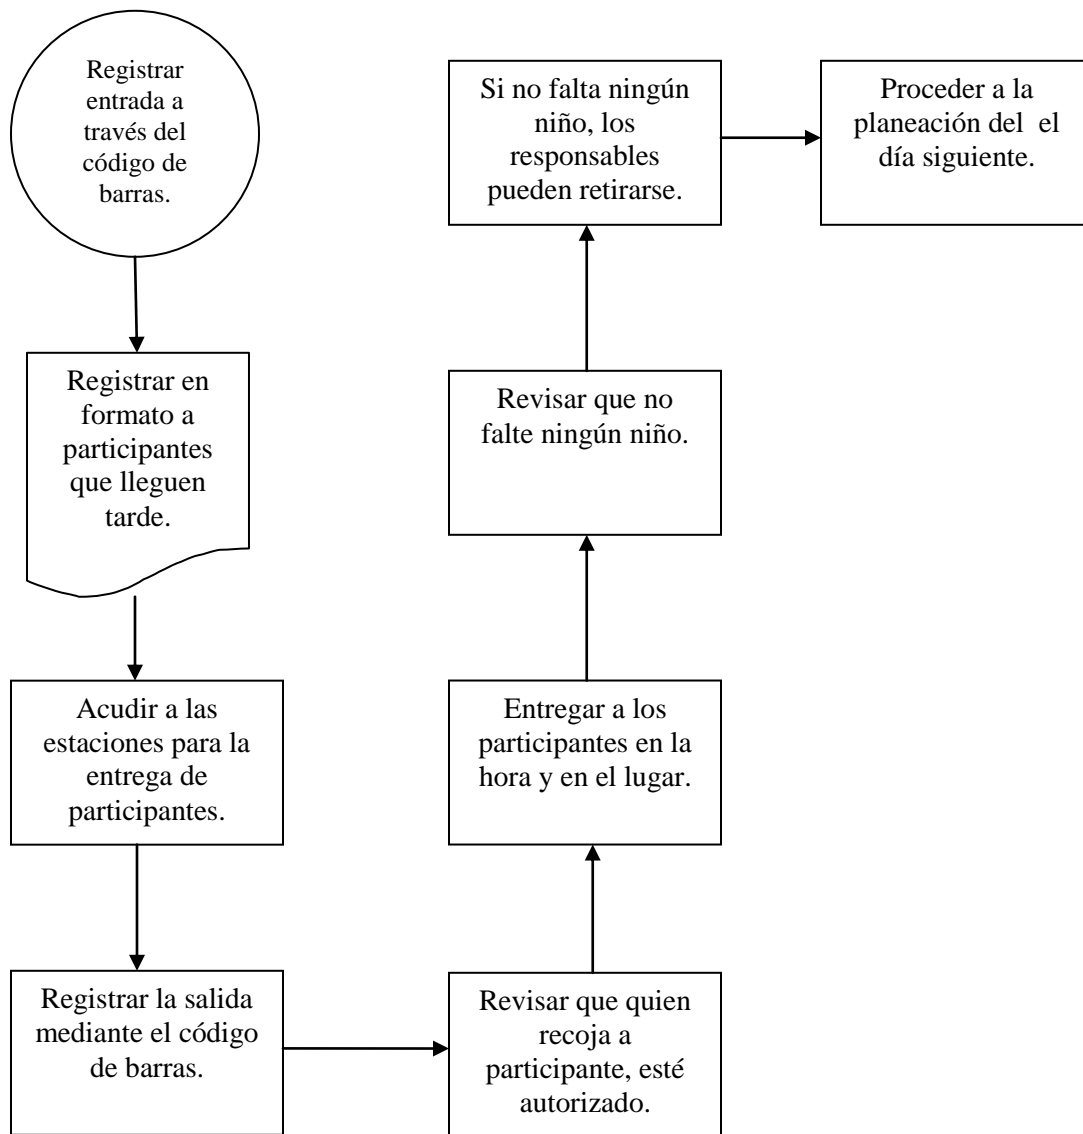 Registrar
entrada a
través del
código de
barras.
Registrar en
formato a
participantes
que lleguen
tarde.
Acudir a las
estaciones para la
entrega de
participantes.
Registrar la salida
mediante el código
de barras.
Revisar que quien
recoja a
participante, esté
autorizado.
Entregar a los
participantes en la
hora y en el lugar.
Revisar que no
falte ningún niño.
Si no falta ningún
niño, los
responsables
pueden retirarse.
Proceder a la
planeación del  el
día siguiente.